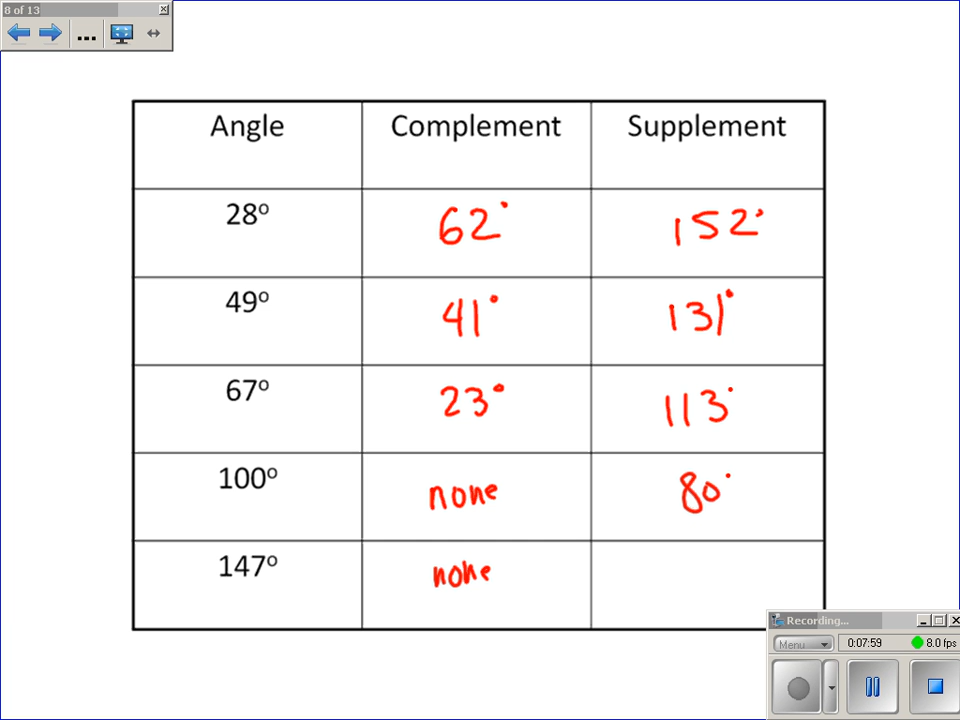 8 of 13
Angle Complement Supplement
28° 62° 152°
49° 41° 131°
67° 23° 113°
100° none 80°
147° none
Recording...
Menu 0:07:59 8.0 fps